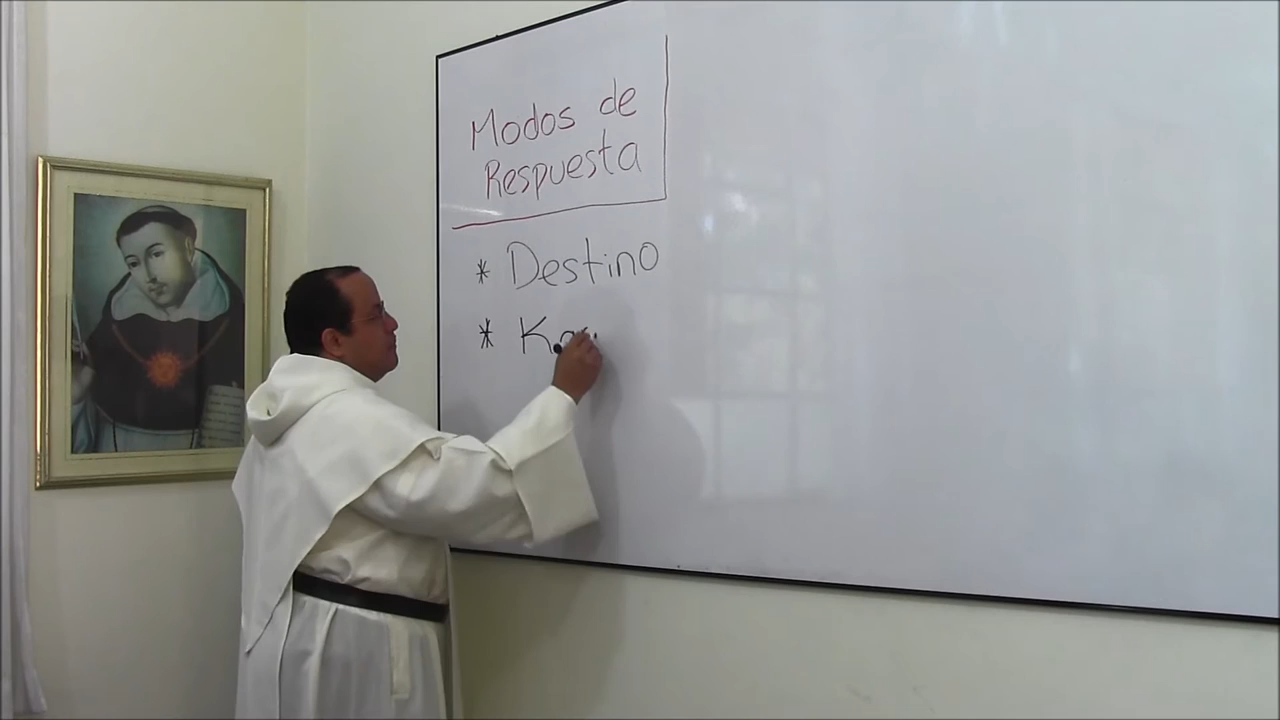 Modos de
Respuesta
* Destino
* Ka